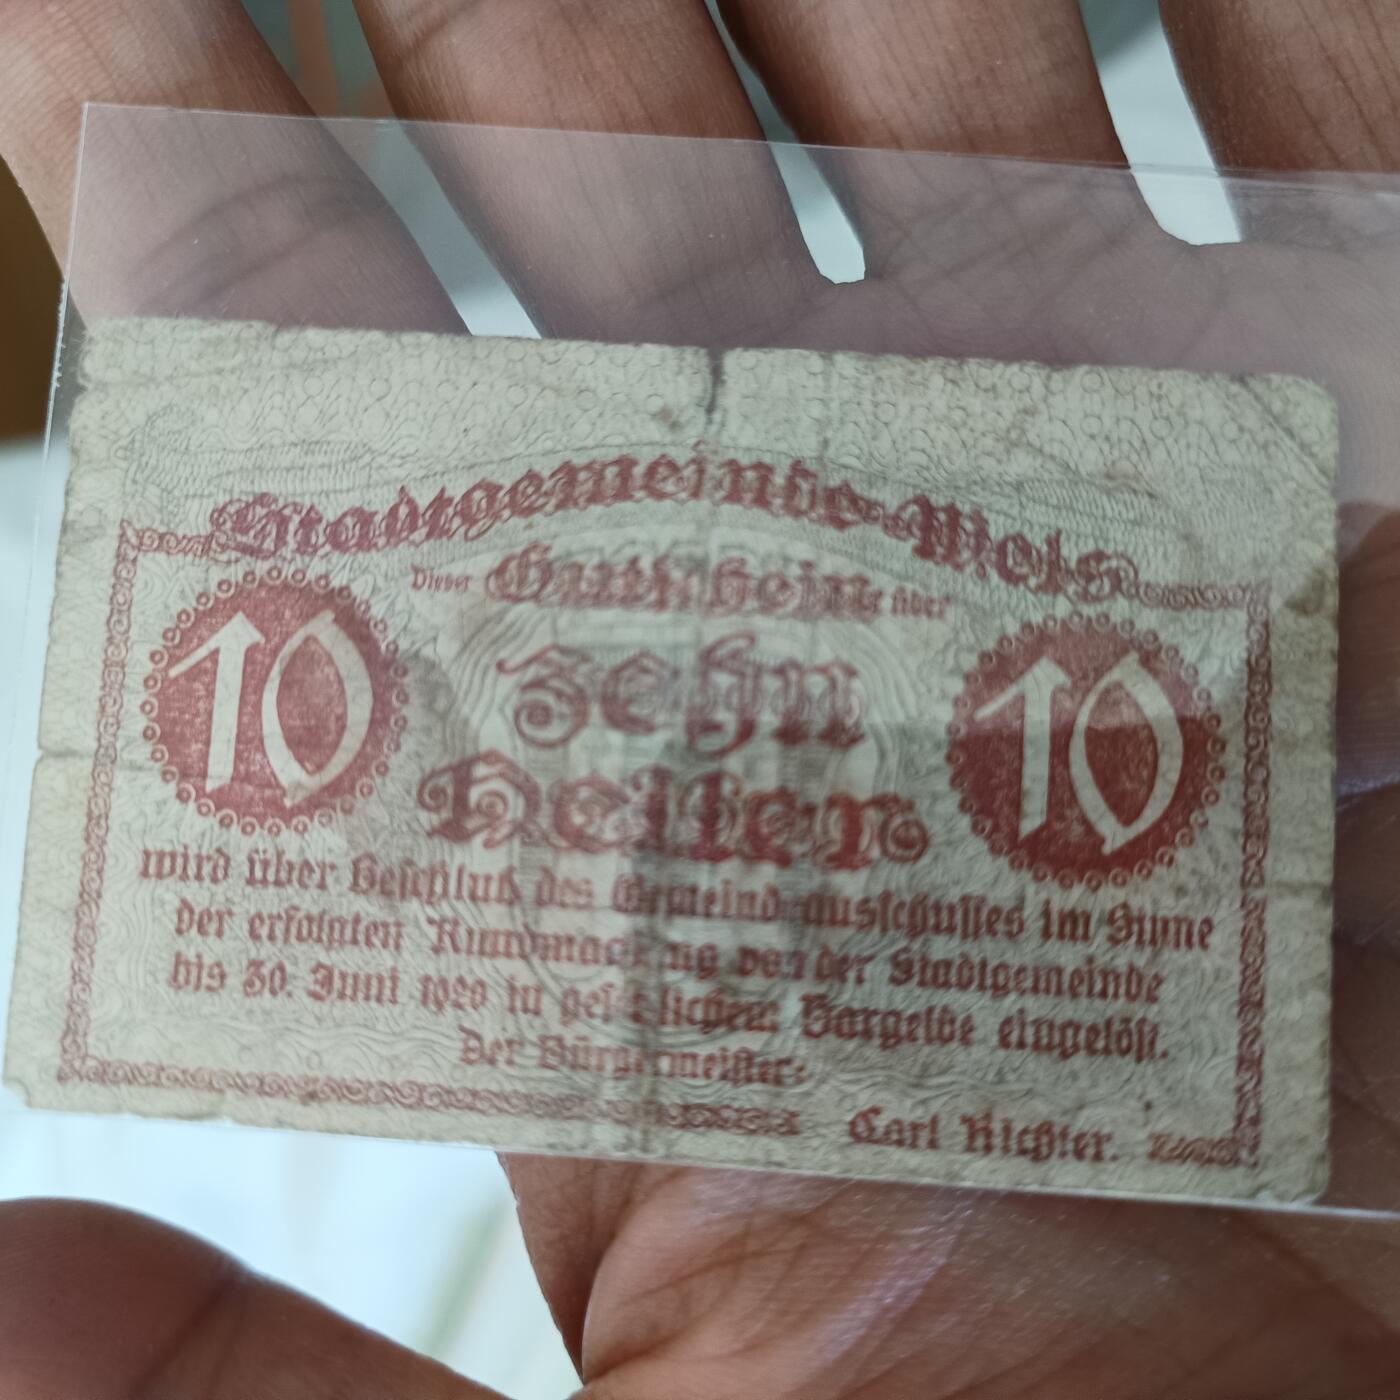 Stadtgemeinde-Wels
Dieser Gutschein über
10 Zehn 10
Heller
wird über Beschluß des Gemeindeausschusses im Sinne
der erfolgten Kundmachung von der Stadtgemeinde
bis 30. Juni 1920 in gesetzlichem Bargelde eingelöst.
Der Bürgermeister:
Carl Richter.